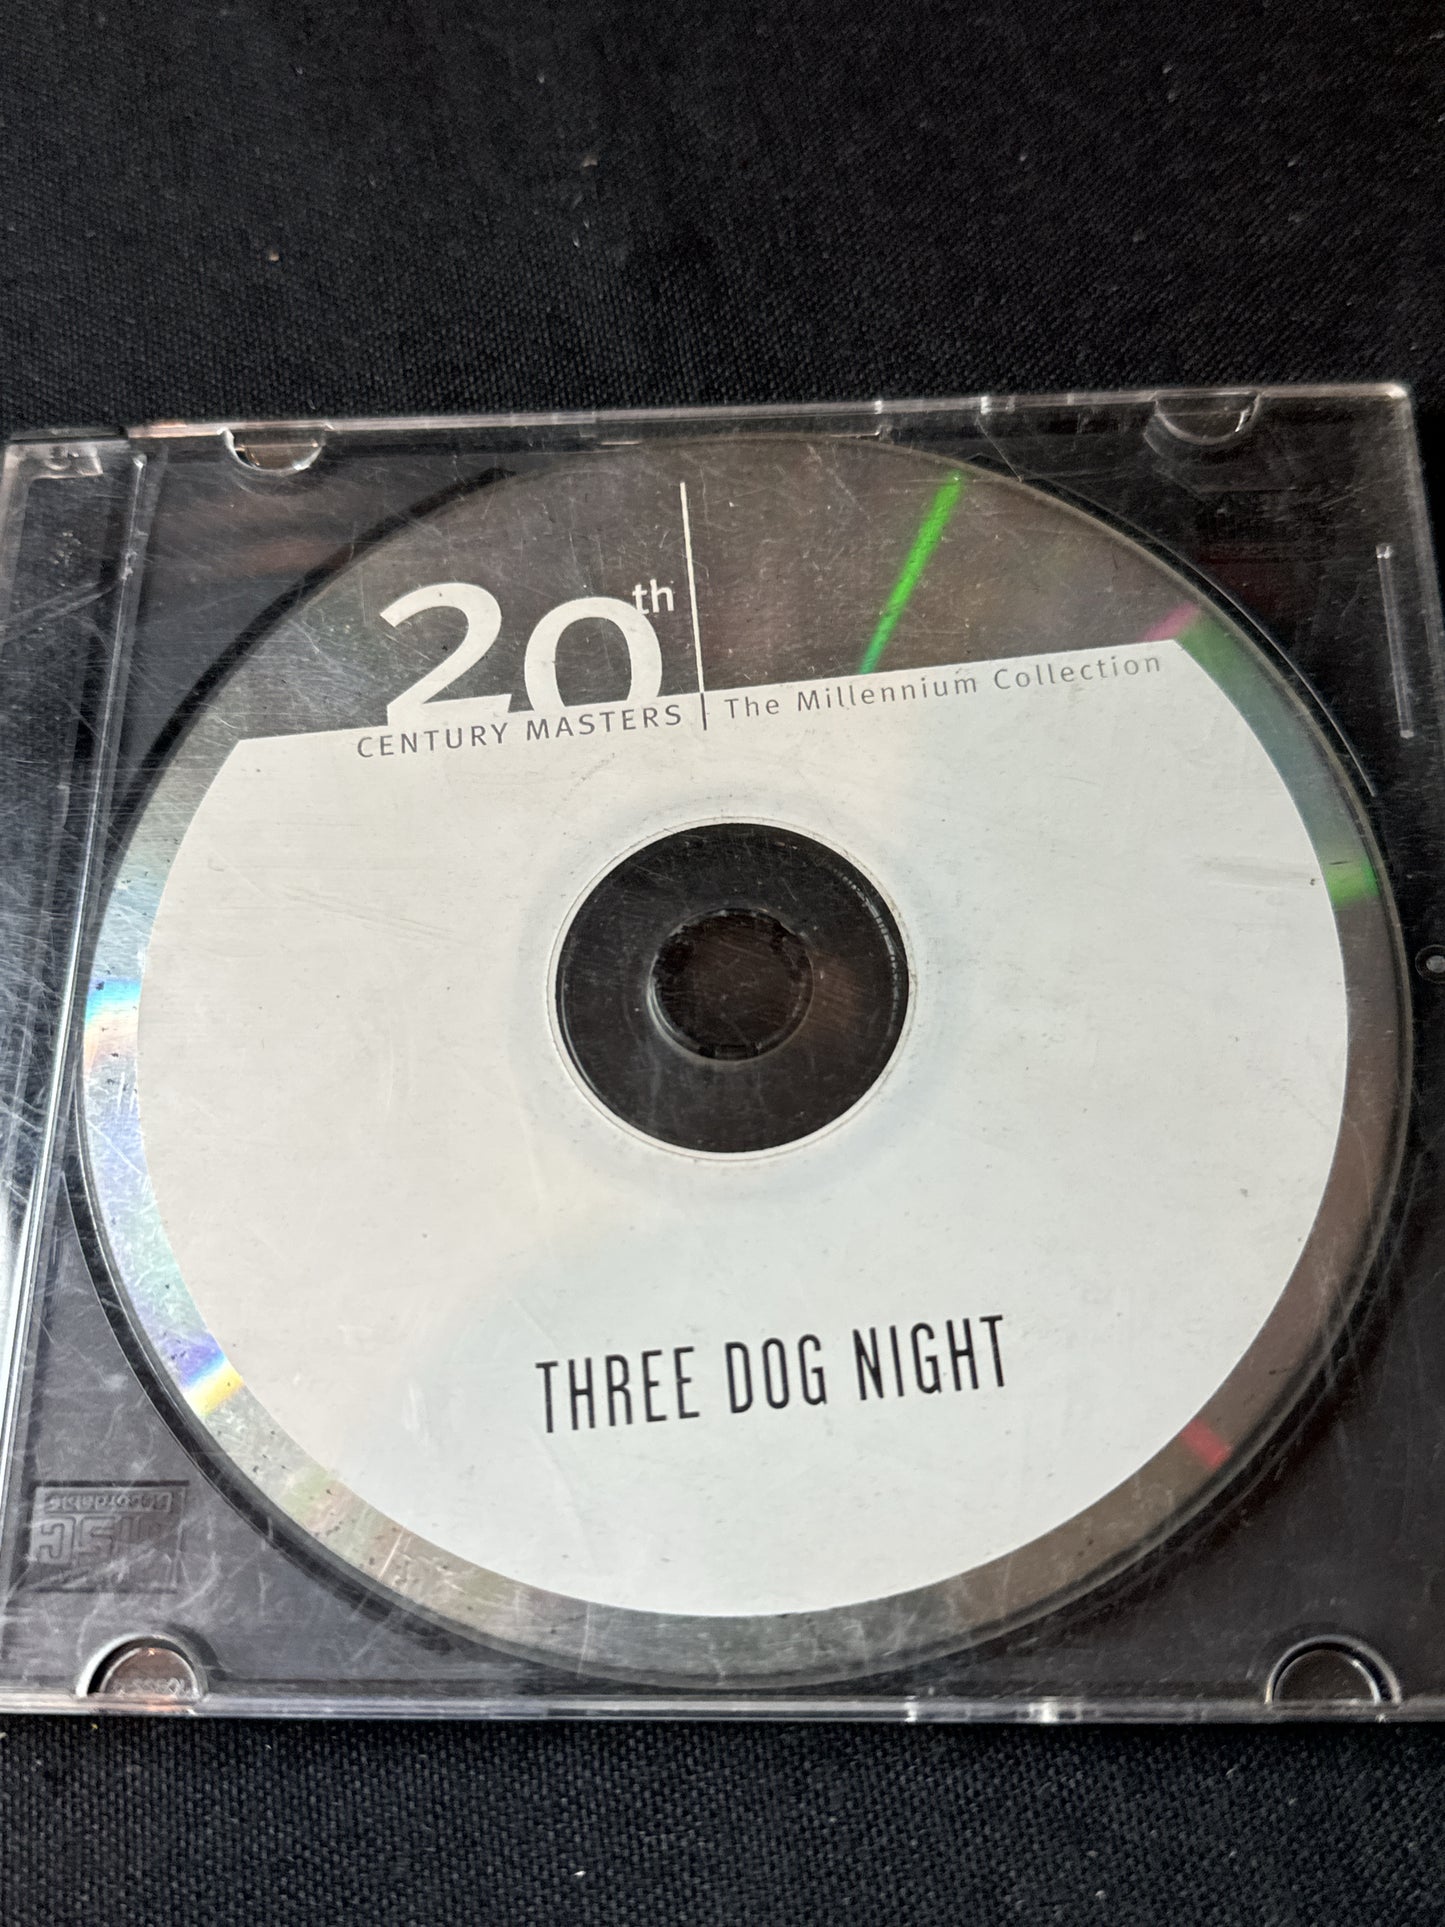 20th
CENTURY MASTERS | The Millennium Collection
THREE DOG NIGHT